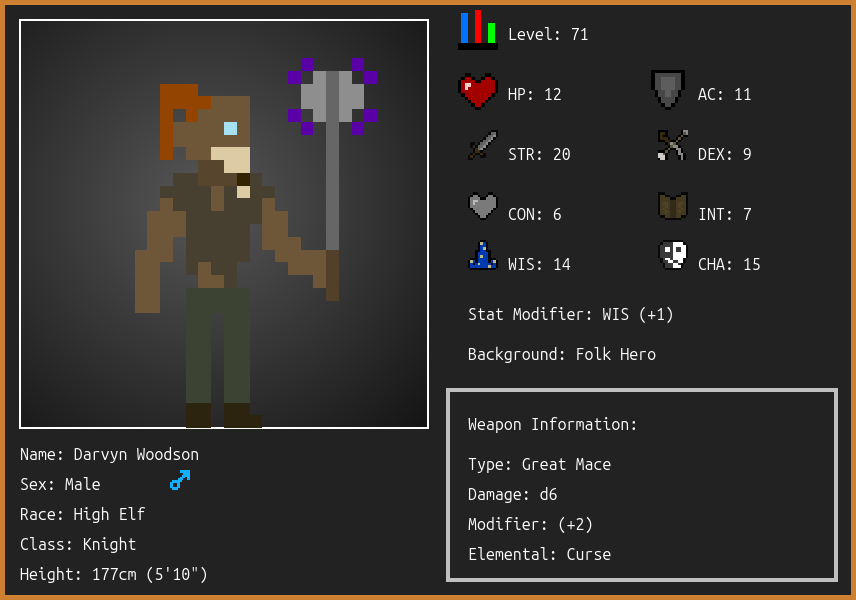 Level: 71
HP: 12
AC: 11
STR: 20
DEX: 9
CON: 6
INT: 7
WIS: 14
CHA: 15
Stat Modifier: WIS (+1)
Background: Folk Hero
Weapon Information:
Type: Great Mace
Damage: d6
Modifier: (+2)
Elemental: Curse
Name: Darvyn Woodson
Sex: Male
Race: High Elf
Class: Knight
Height: 177cm (5'10")